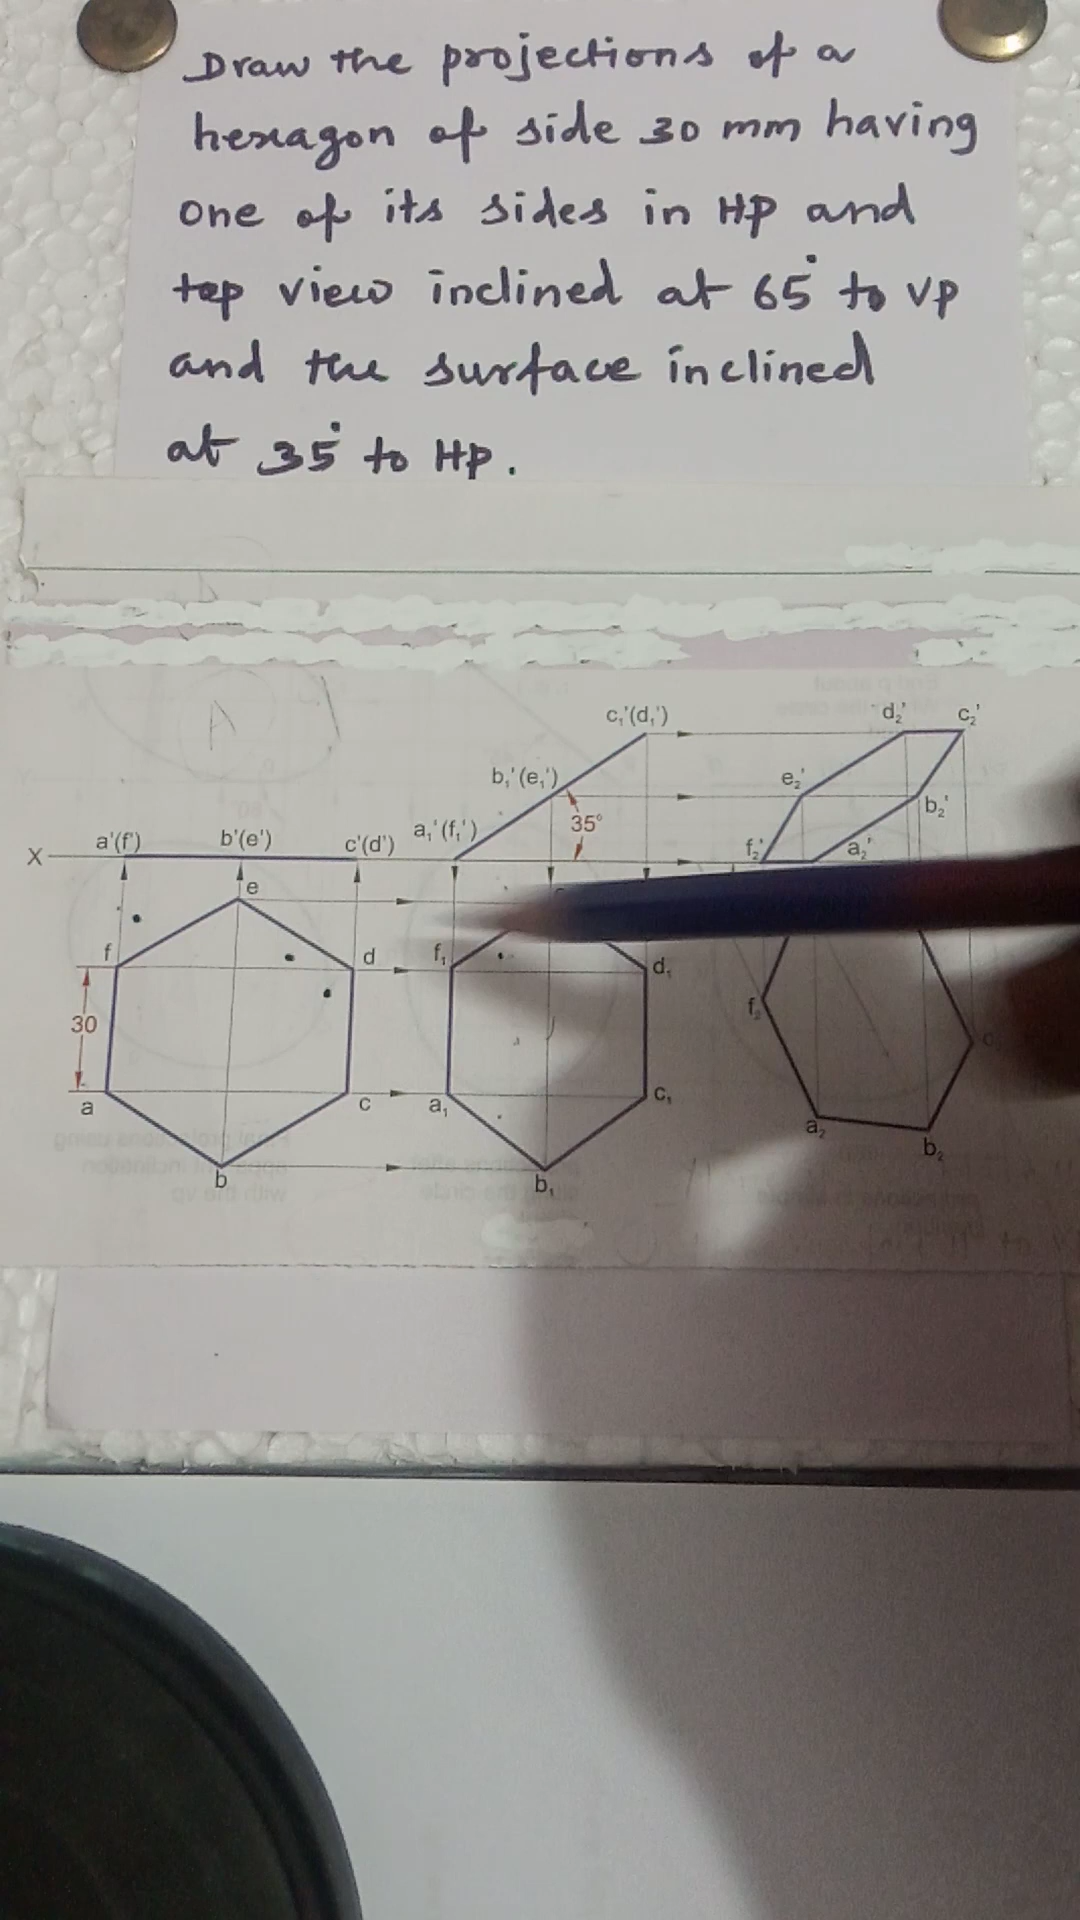 Draw the projections of a
hexagon of side 30 mm having
one of its sides in HP and
top view inclined at 65° to VP
and the surface inclined
at 35° to HP.
c₁'(d₁') d₂' c₂'
b₁'(e₁') e₂'
a'(f') b'(e') c'(d') a₁'(f₁') 35° b₂'
X f₂' a₂'
e
f d f₁ d₁
30 f₂
a c a₁ c₁
a₂
b b₁ b₂